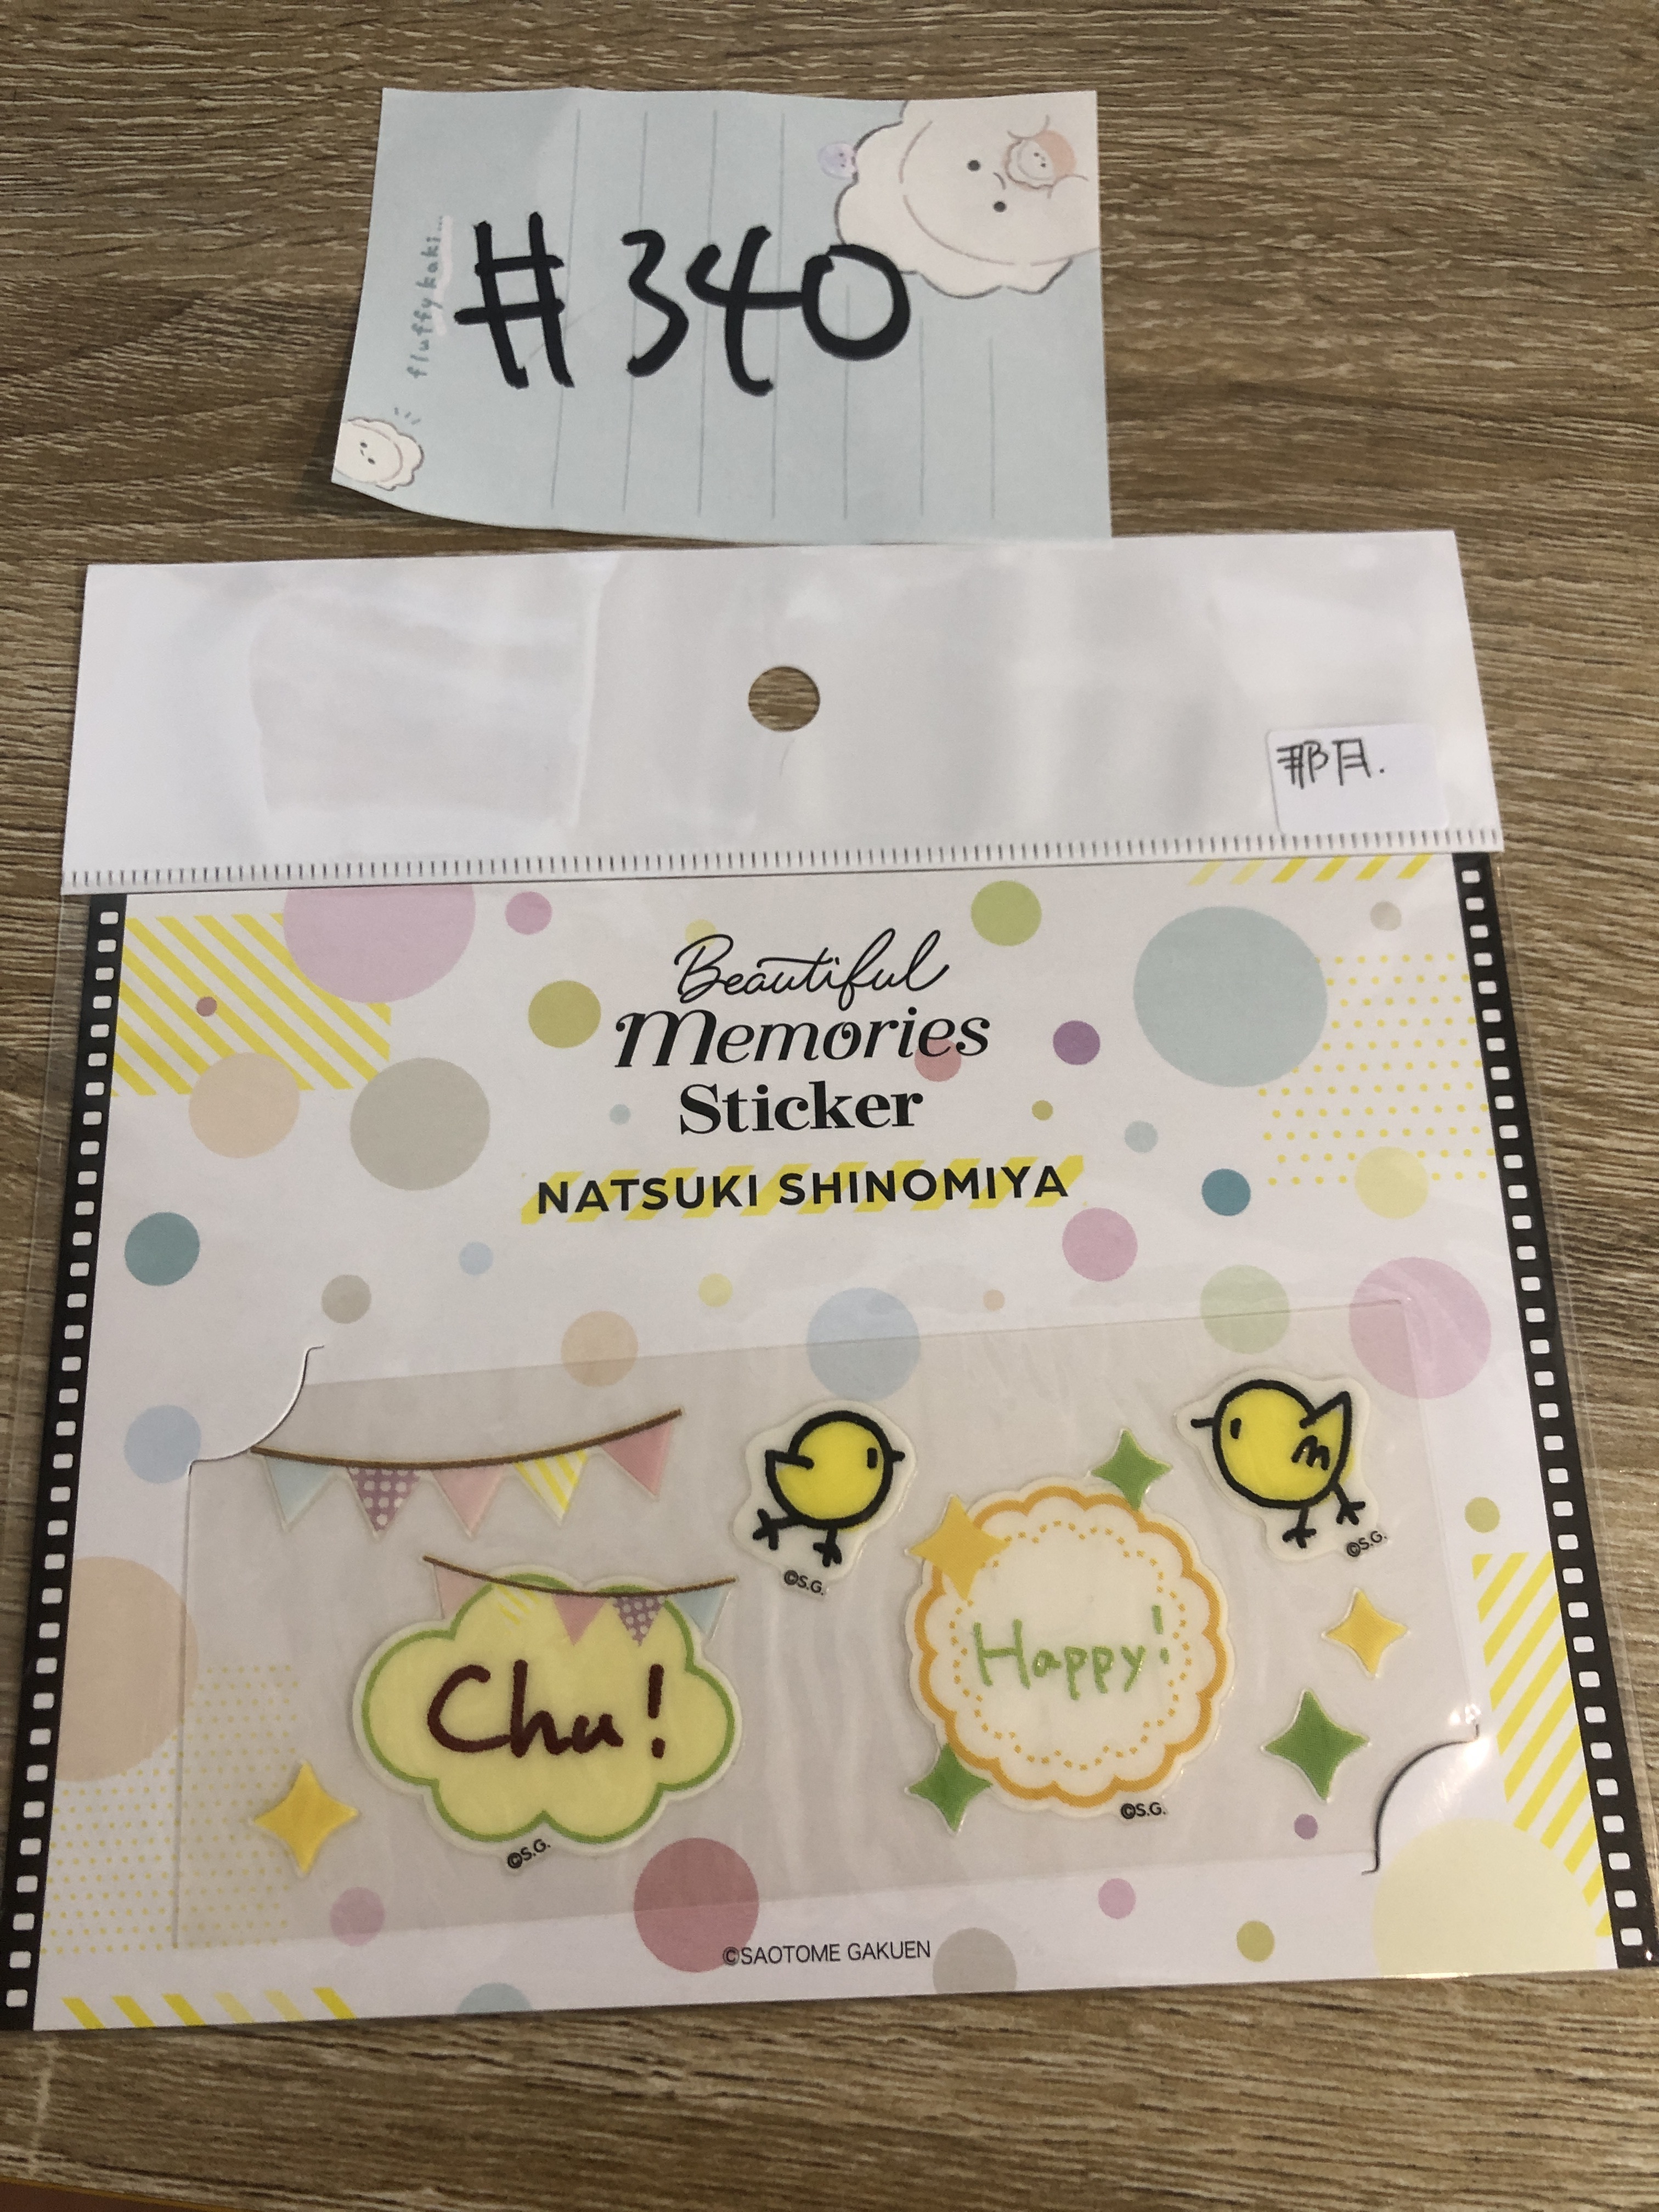 fluffy kaki...
#340
那月.
Beautiful
Memories
Sticker
NATSUKI SHINOMIYA
m
©S.G.
©S.G.
Happy!
Chu!
©S.G.
©S.G.
©SAOTOME GAKUEN